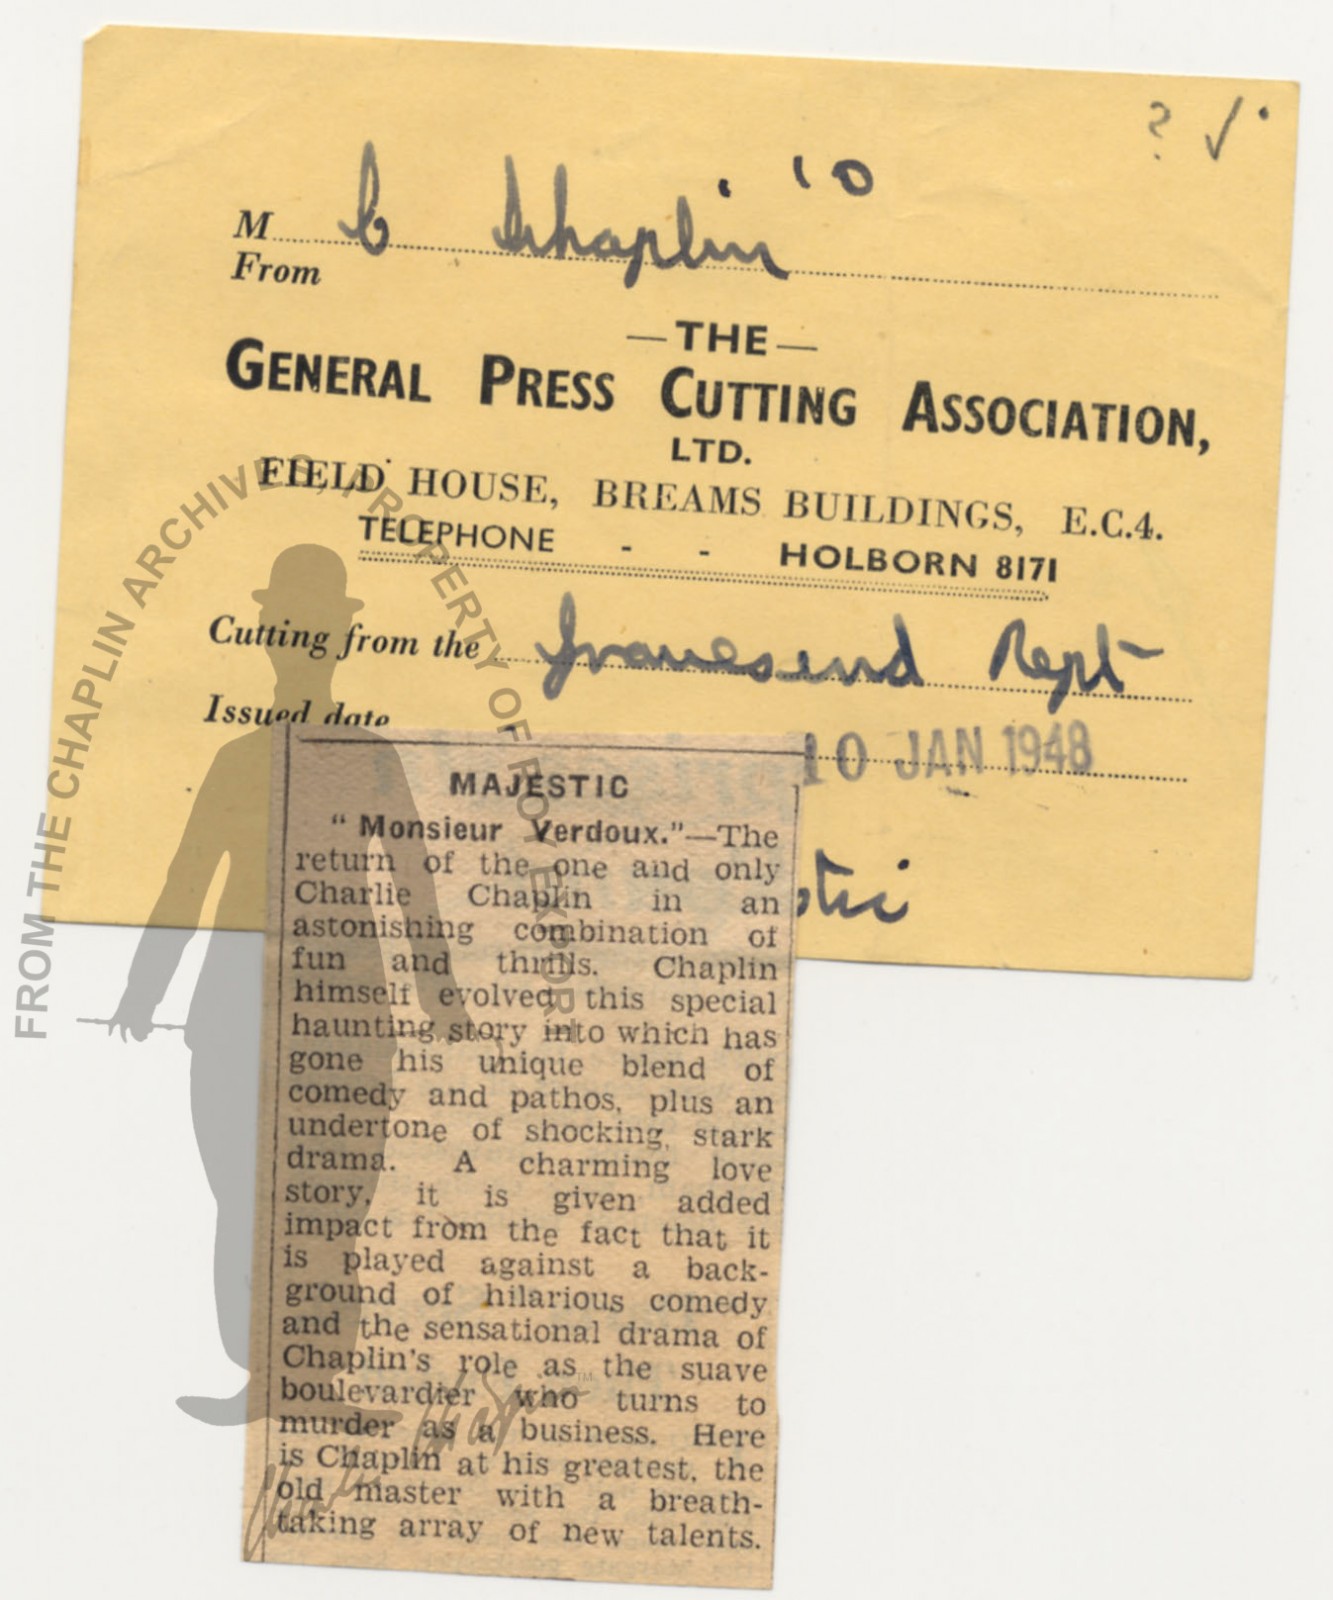 ? ✓
M C Chaplin 10
From
— THE —
GENERAL PRESS CUTTING ASSOCIATION,
LTD.
FIELD HOUSE, BREAMS BUILDINGS, E.C.4.
TELEPHONE - - HOLBORN 8171
Cutting from the Gravesend Rept
Issued date
10 JAN 1948
MAJESTIC
“ Monsieur Verdoux.”—The
return of the one and only
Charlie Chaplin in an
astonishing combination of
fun and thrills. Chaplin
himself evolved this special
haunting story into which has
gone his unique blend of
comedy and pathos, plus an
undertone of shocking, stark
drama. A charming love
story, it is given added
impact from the fact that it
is played against a back-
ground of hilarious comedy
and the sensational drama of
Chaplin's role as the suave
boulevardier who turns to
murder as a business. Here
is Chaplin at his greatest, the
old master with a breath-
taking array of new talents.
FROM THE CHAPLIN ARCHIVES, PROPERTY OF ROY EXPORT
Charlie Chaplin TM